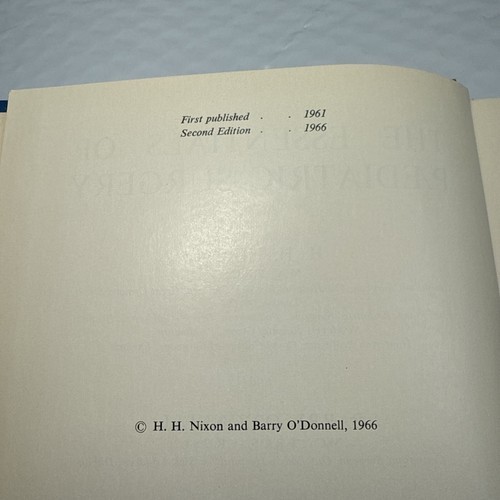 First published . . 1961
Second Edition . . 1966
© H. H. Nixon and Barry O'Donnell, 1966